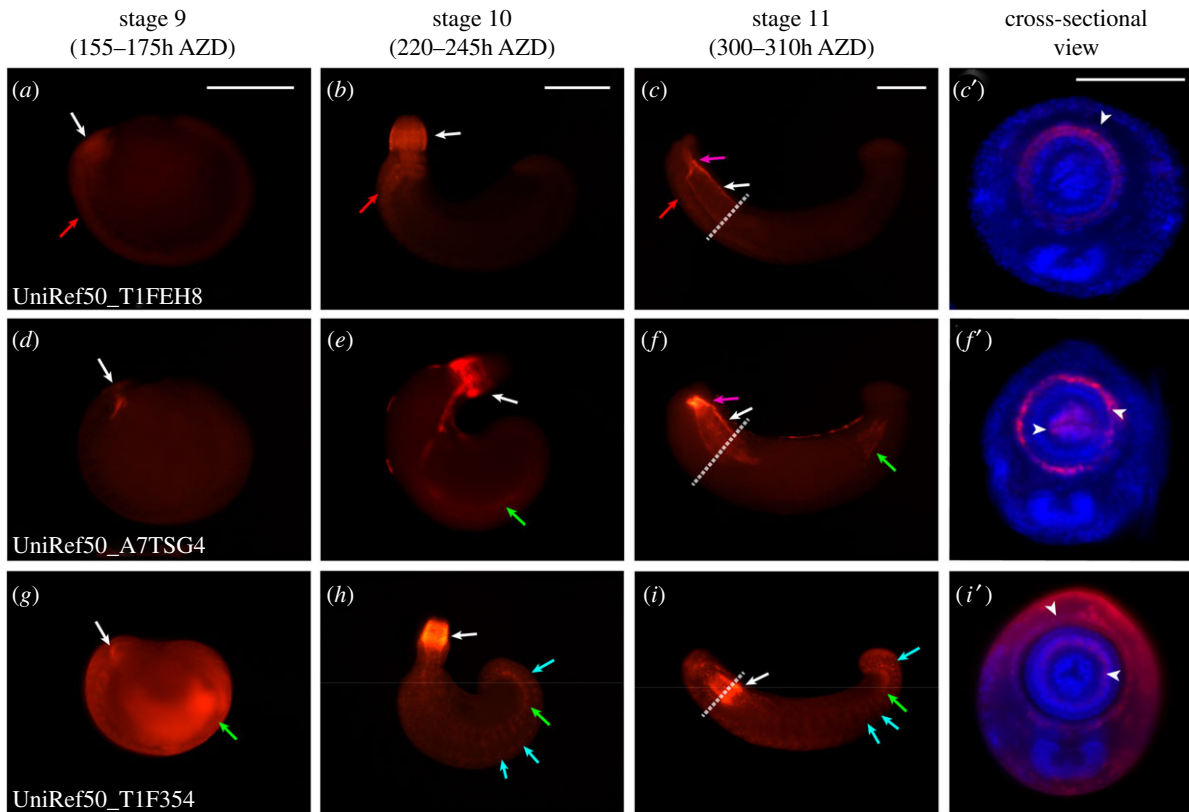 stage 9
(155–175h AZD)
stage 10
(220–245h AZD)
stage 11
(300–310h AZD)
cross-sectional
view
(a)
(b)
(c)
(c′)
UniRef50_T1FEH8
(d)
(e)
(f)
(f′)
UniRef50_A7TSG4
(g)
(h)
(i)
(i′)
UniRef50_T1F354